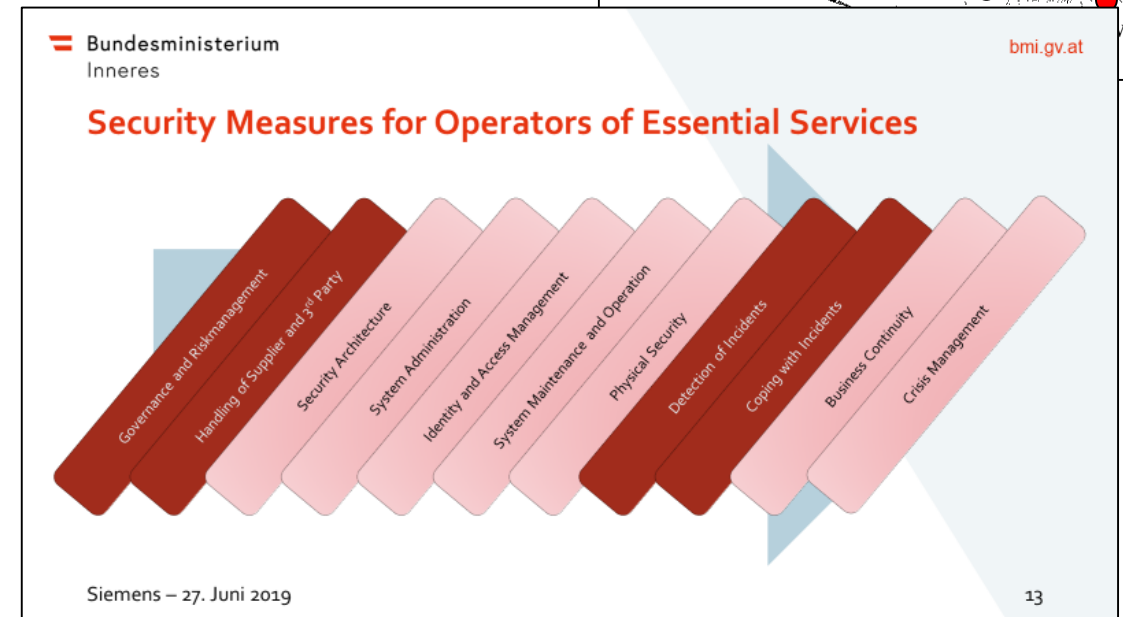 Bundesministerium
Inneres
bmi.gv.at
Security Measures for Operators of Essential Services
Governance and Riskmanagement
Handling of Supplier and 3rd Party
Security Architecture
System Administration
Identity and Access Management
System Maintenance and Operation
Physical Security
Detection of Incidents
Coping with Incidents
Business Continuity
Crisis Management
Siemens – 27. Juni 2019
13